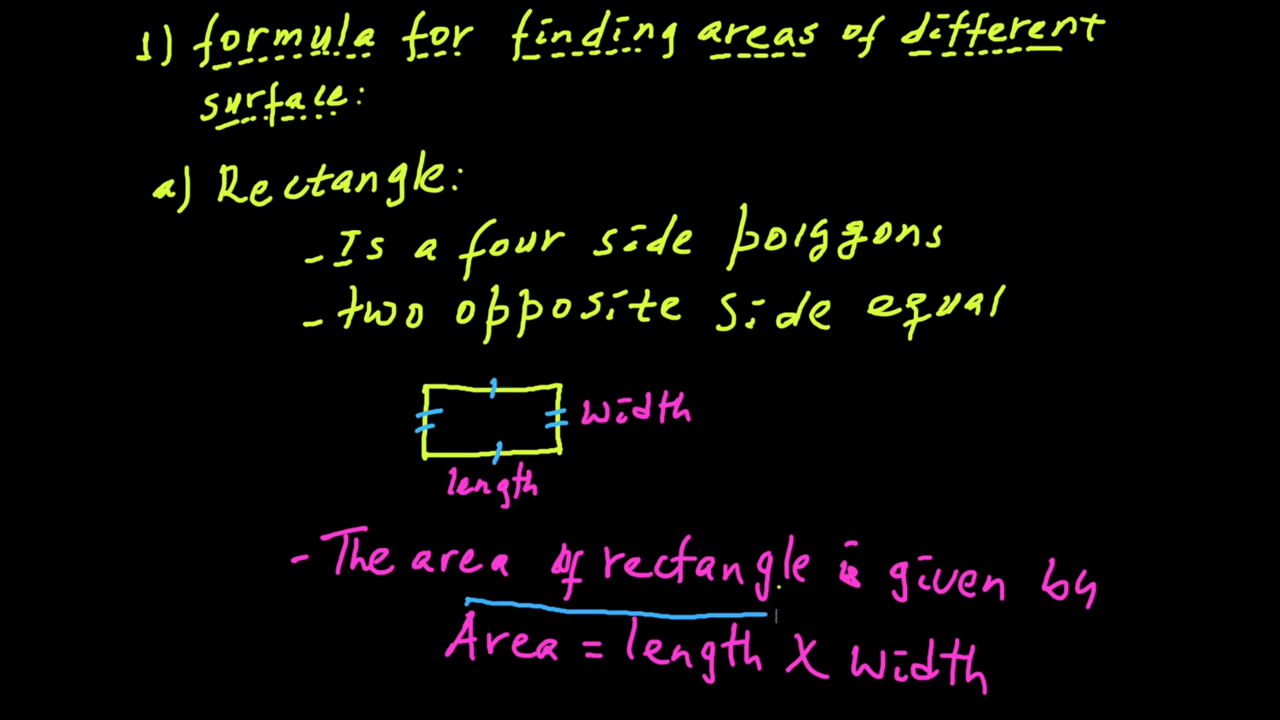 1) formula for finding areas of different
surface:
a) Rectangle:
- Is a four side polggons
- two opposite side equal
width
length
- The area of rectangle is given by
Area = length X width